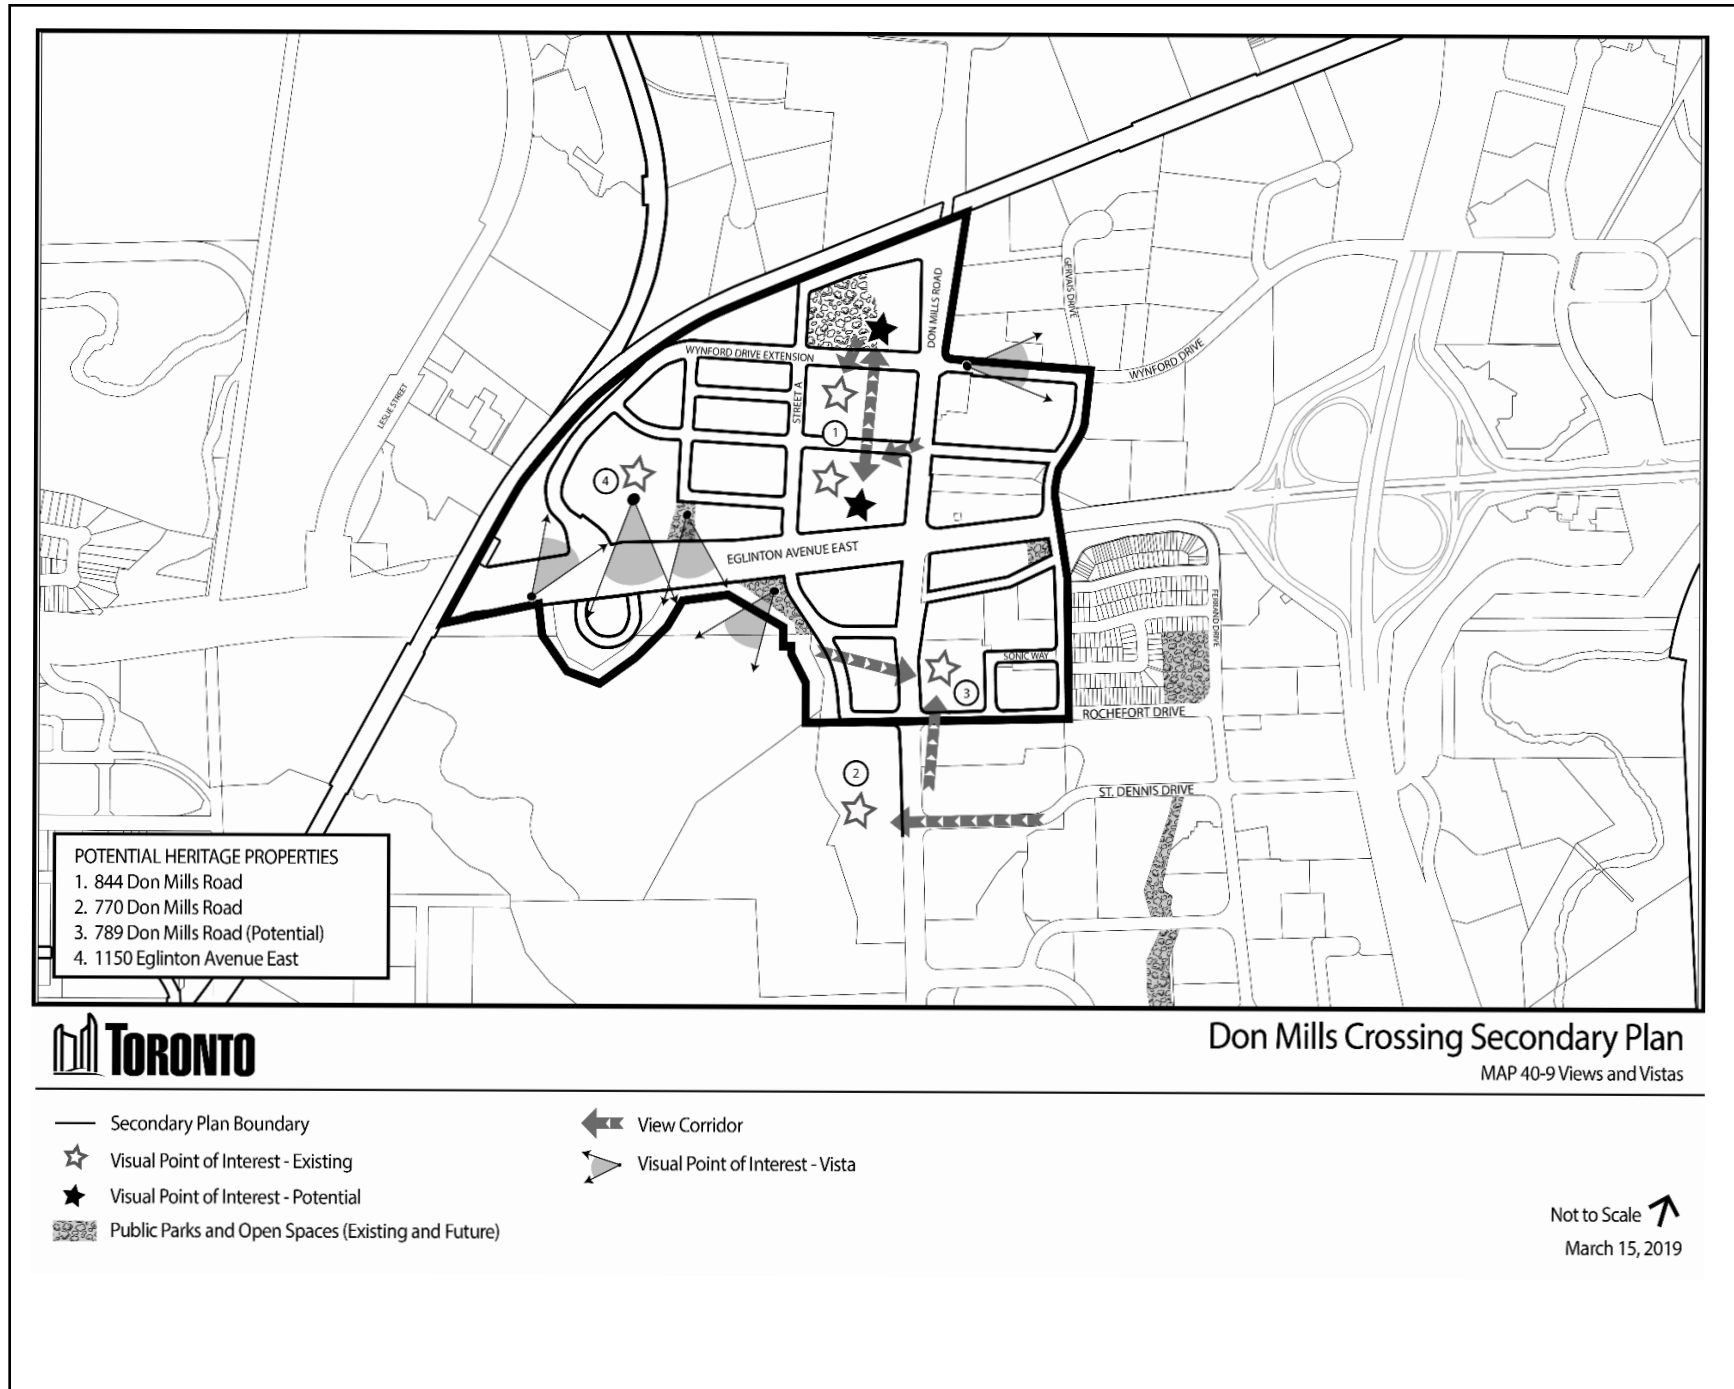 GERVAIS DRIVE
DON MILLS ROAD
WYNFORD DRIVE
WYNFORD DRIVE EXTENSION
LESLIE STREET
STREET A
1
4
EGLINTON AVENUE EAST
FERRAND DRIVE
SONIC WAY
3
ROCHEFORT DRIVE
2
ST. DENNIS DRIVE
POTENTIAL HERITAGE PROPERTIES
1. 844 Don Mills Road
2. 770 Don Mills Road
3. 789 Don Mills Road (Potential)
4. 1150 Eglinton Avenue East
TORONTO
Don Mills Crossing Secondary Plan
MAP 40-9 Views and Vistas
Secondary Plan Boundary
Visual Point of Interest - Existing
Visual Point of Interest - Potential
Public Parks and Open Spaces (Existing and Future)
View Corridor
Visual Point of Interest - Vista
Not to Scale
March 15, 2019